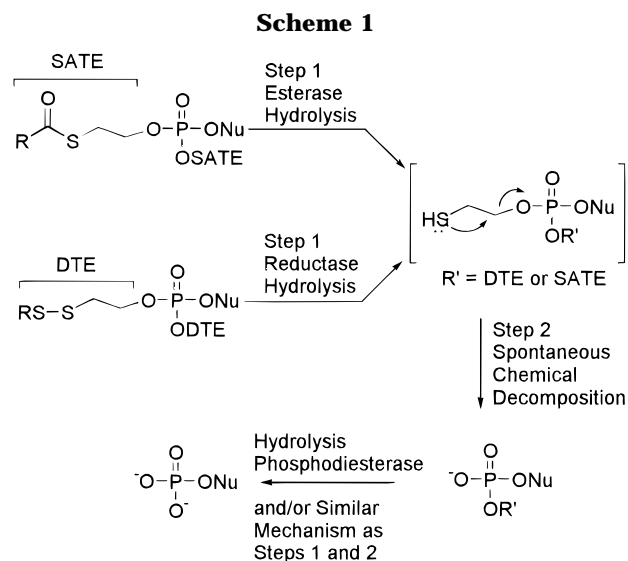 Scheme 1
SATE
Step 1
Esterase
Hydrolysis
O
R
S
O
O
P
ONu
OSATE
DTE
Step 1
Reductase
Hydrolysis
RS
S
O
O
P
ONu
ODTE
HS
O
O
P
ONu
OR'
R' = DTE or SATE
Step 2
Spontaneous
Chemical
Decomposition
-O
O
P
ONu
OR'
Hydrolysis
Phosphodiesterase
and/or Similar
Mechanism as
Steps 1 and 2
-O
O
P
ONu
O-